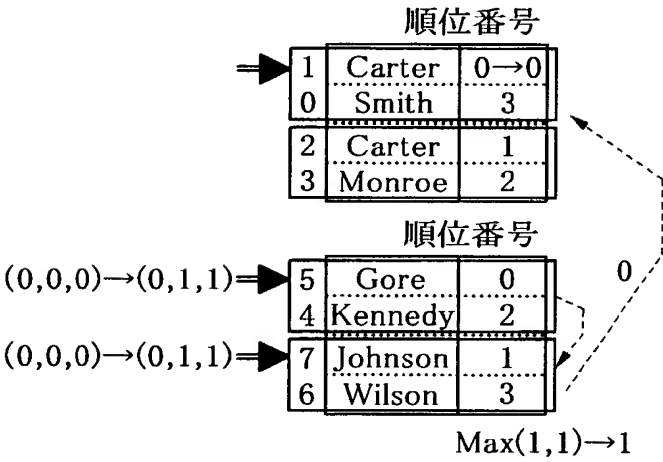 順位番号
1 Carter 0→0
0 Smith 3
2 Carter 1
3 Monroe 2
順位番号
(0,0,0)→(0,1,1) 5 Gore 0
0
4 Kennedy 2
(0,0,0)→(0,1,1) 7 Johnson 1
6 Wilson 3
Max(1,1)→1